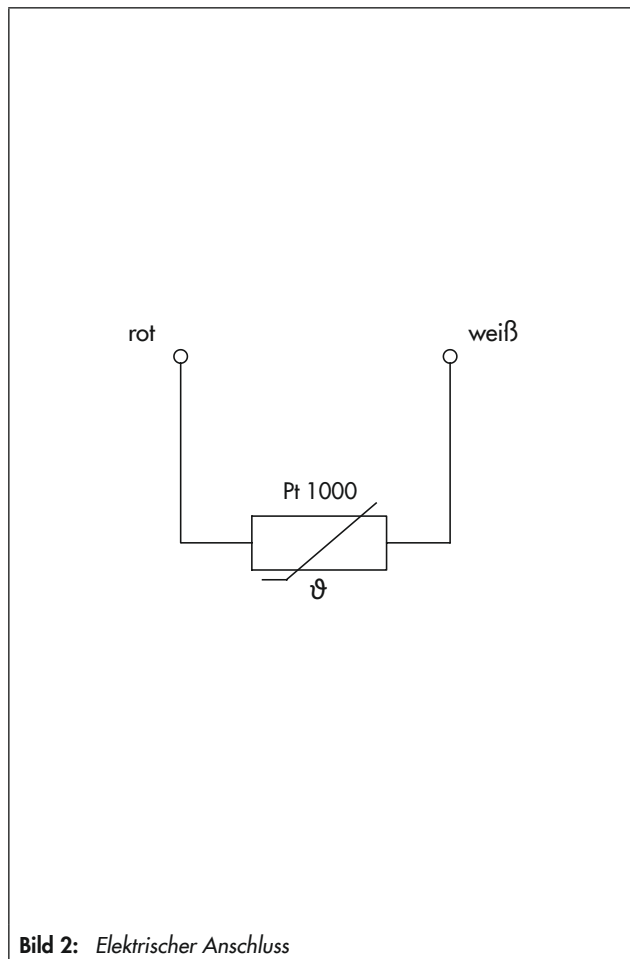 rot
weiß
Pt 1000
ϑ
Bild 2: Elektrischer Anschluss